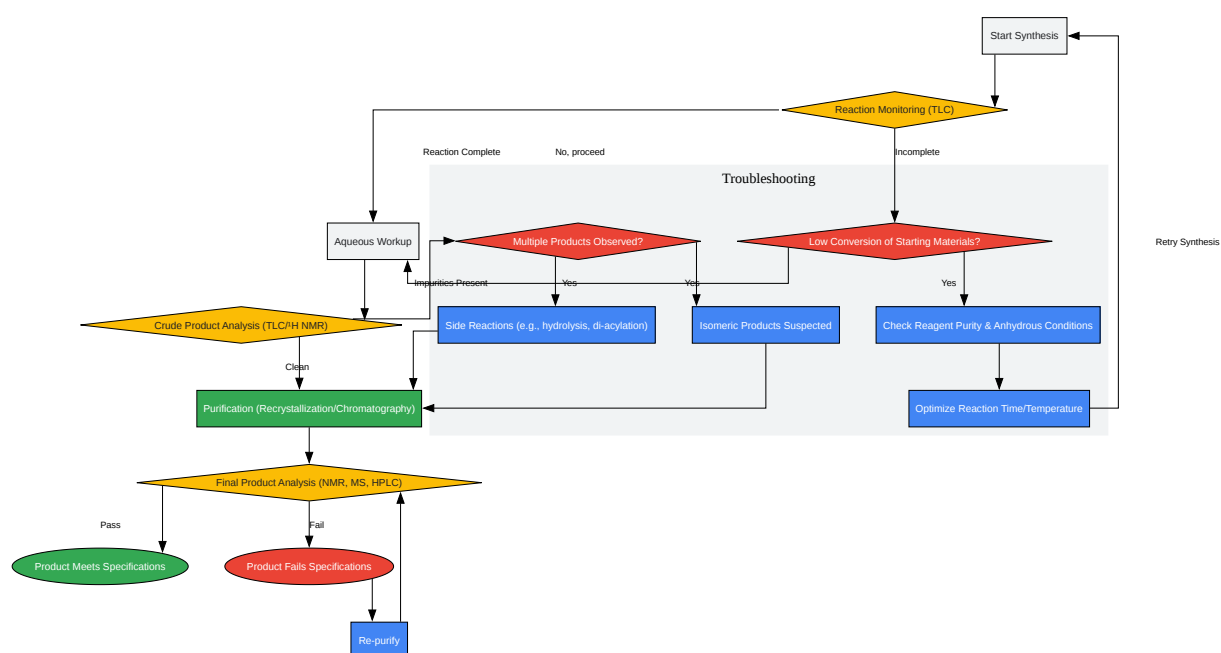 Start Synthesis
Reaction Monitoring (TLC)
Reaction Complete
No, proceed
Incomplete
Troubleshooting
Aqueous Workup
Multiple Products Observed?
Low Conversion of Starting Materials?
Retry Synthesis
Impurities Present
Yes
Yes
Yes
Crude Product Analysis (TLC/¹H NMR)
Side Reactions (e.g., hydrolysis, di-acylation)
Isomeric Products Suspected
Check Reagent Purity & Anhydrous Conditions
Clean
Purification (Recrystallization/Chromatography)
Optimize Reaction Time/Temperature
Final Product Analysis (NMR, MS, HPLC)
Pass
Fail
Product Meets Specifications
Product Fails Specifications
Re-purify